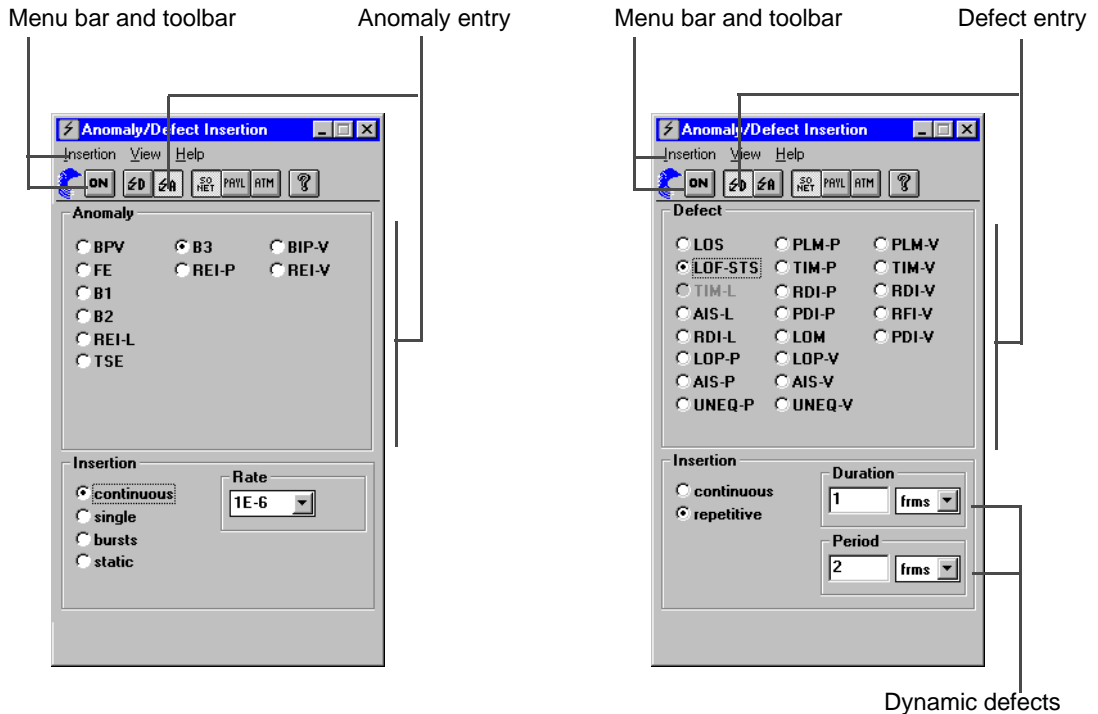 Menu bar and toolbar
Anomaly entry
Anomaly/Defect Insertion
Insertion View Help
ON D A SO NET PAYL ATM ?
Anomaly
BPV B3 BIP-V
FE REI-P REI-V
B1
B2
REI-L
TSE
Insertion
continuous
single
bursts
static
Rate
1E-6
Menu bar and toolbar
Defect entry
Anomaly/Defect Insertion
Insertion View Help
ON D A SO NET PAYL ATM ?
Defect
LOS PLM-P PLM-V
LOF-STS TIM-P TIM-V
TIM-L RDI-P RDI-V
AIS-L PDI-P RFI-V
RDI-L LOM PDI-V
LOP-P LOP-V
AIS-P AIS-V
UNEQ-P UNEQ-V
Insertion
continuous
repetitive
Duration
1 frms
Period
2 frms
Dynamic defects